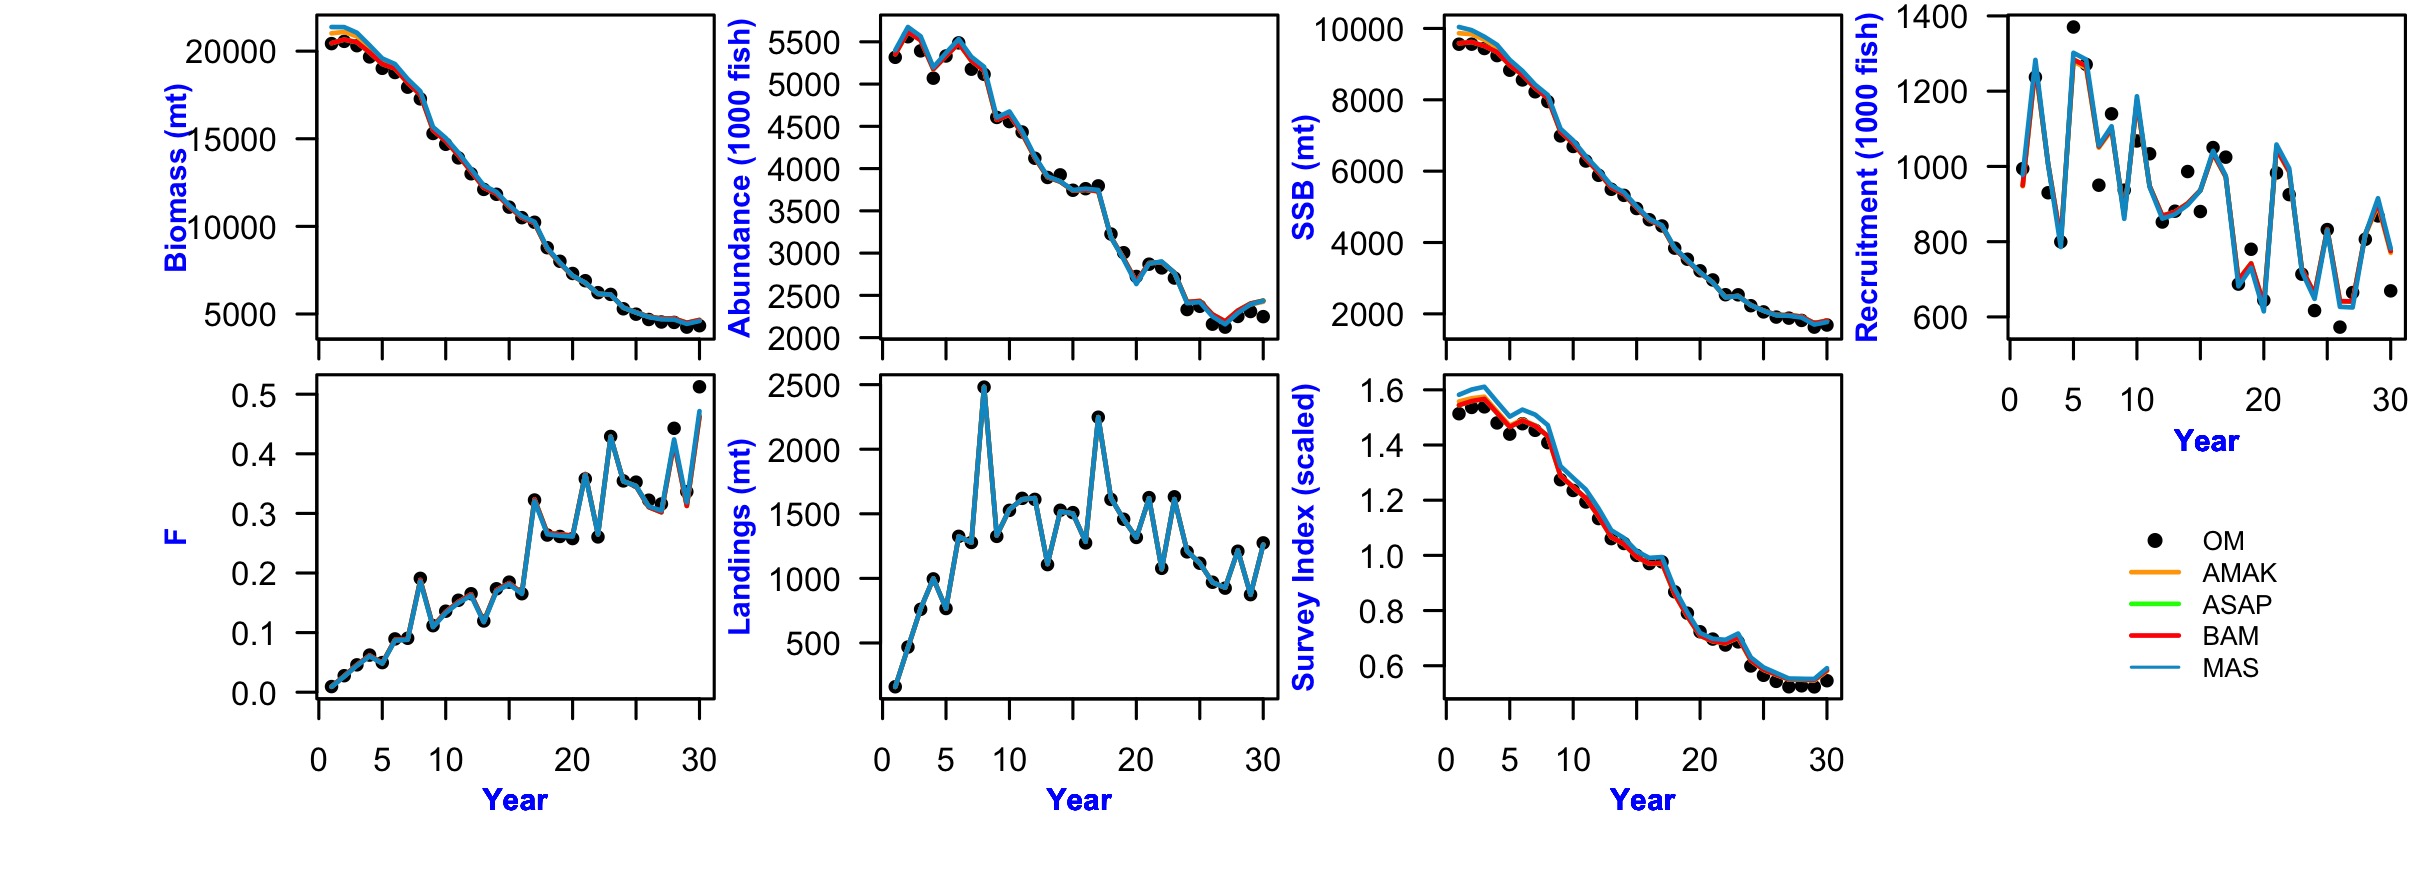 Biomass (mt)
20000
15000
10000
5000
Abundance (1000 fish)
5500
5000
4500
4000
3500
3000
2500
2000
SSB (mt)
10000
8000
6000
4000
2000
Recruitment (1000 fish)
1400
1200
1000
800
600
0 5 10 20 30
Year
F
0.5
0.4
0.3
0.2
0.1
0.0
0 5 10 20 30
Year
Landings (mt)
2500
2000
1500
1000
500
0 5 10 20 30
Year
Survey Index (scaled)
1.6
1.4
1.2
1.0
0.8
0.6
0 5 10 20 30
Year
OM
AMAK
ASAP
BAM
MAS